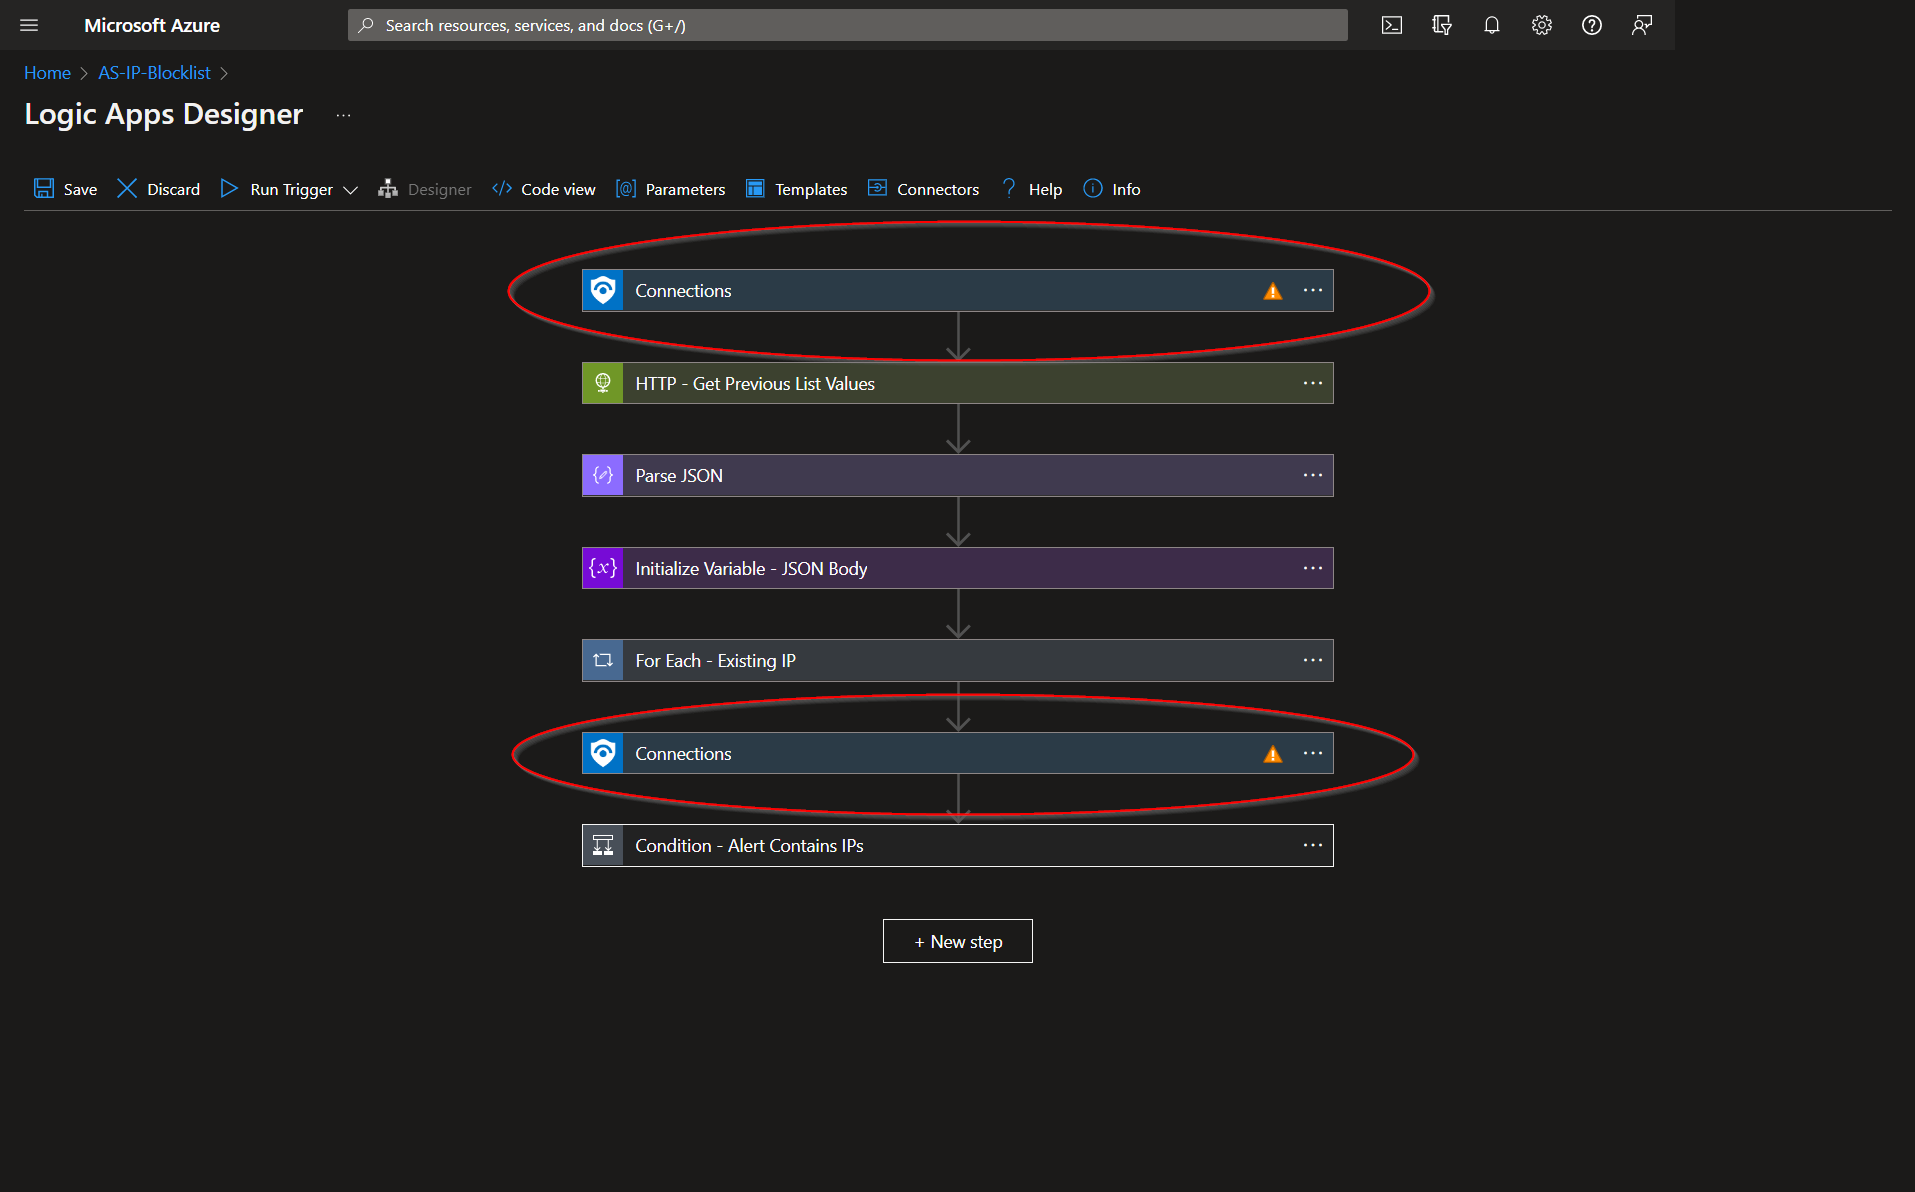 Microsoft Azure
Search resources, services, and docs (G+/)
Home > AS-IP-Blocklist >
Logic Apps Designer ...
Save Discard Run Trigger Designer Code view Parameters Templates Connectors Help Info
Connections
HTTP - Get Previous List Values
Parse JSON
Initialize Variable - JSON Body
For Each - Existing IP
Connections
Condition - Alert Contains IPs
+ New step